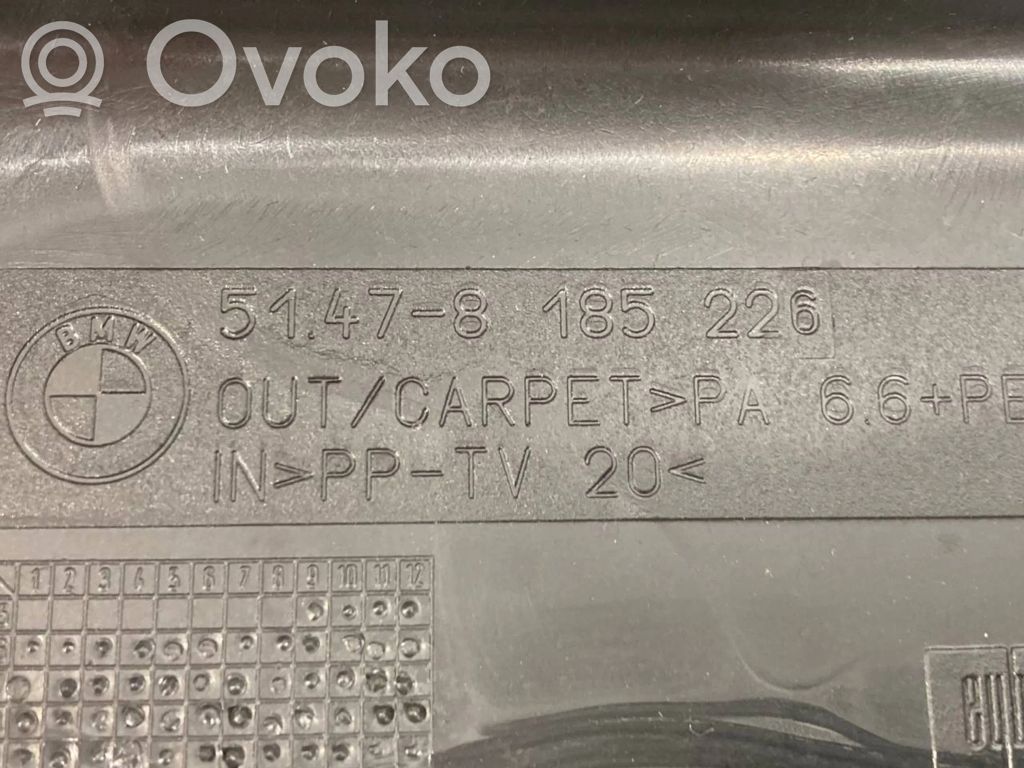 Ovoko
51.47-8 185 226
BMW
OUT/CARPET>PA 6.6+PE
IN>PP-TV 20<
1 2 3 4 5 6 7 8 9 10 11 12